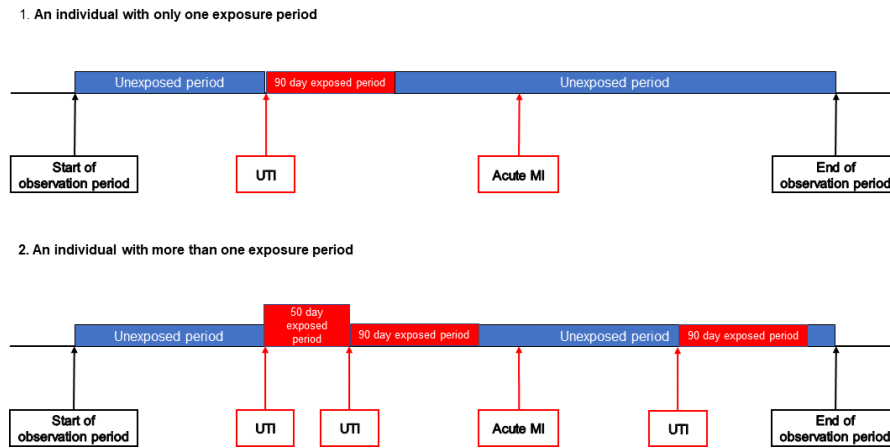 1. An individual with only one exposure period
Unexposed period
90 day exposed period
Unexposed period
Start of
observation period
UTI
Acute MI
End of
observation period
2. An individual with more than one exposure period
Unexposed period
50 day
exposed
period
90 day exposed period
Unexposed period
90 day exposed period
Start of
observation period
UTI
UTI
Acute MI
UTI
End of
observation period